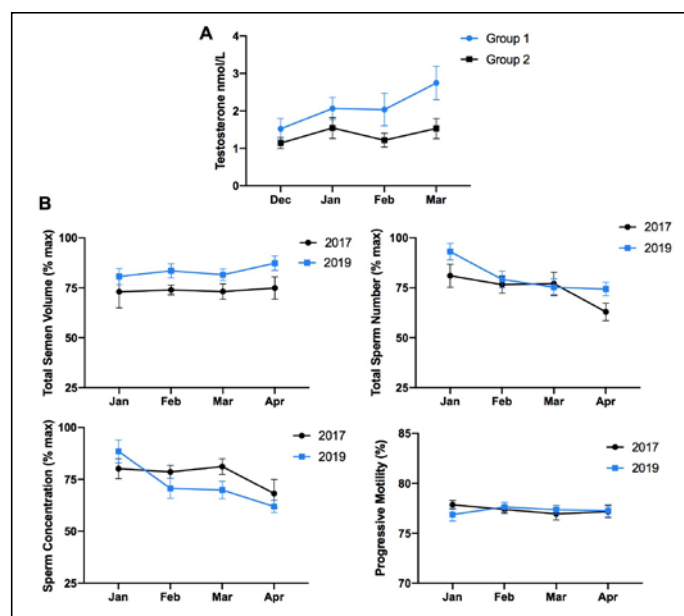 A
Group 1
Group 2
Testosterone nmol/L
4
3
2
1
0
Dec Jan Feb Mar
B
2017
2019
Total Semen Volume (% max)
100
75
50
25
Jan Feb Mar Apr
2017
2019
Total Sperm Number (% max)
100
75
50
25
Jan Feb Mar Apr
2017
2019
Sperm Concentration (% max)
100
75
50
25
Jan Feb Mar Apr
2017
2019
Progressive Motility (%)
85
80
75
70
Jan Feb Mar Apr